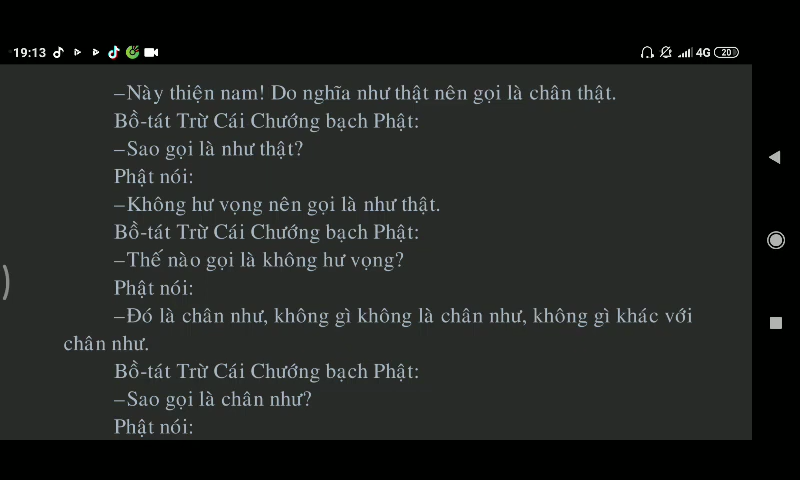 19:13
4G 20
–Này thiện nam! Do nghĩa như thật nên gọi là chân thật.
Bồ-tát Trừ Cái Chướng bạch Phật:
–Sao gọi là như thật?
Phật nói:
–Không hư vọng nên gọi là như thật.
Bồ-tát Trừ Cái Chướng bạch Phật:
–Thế nào gọi là không hư vọng?
Phật nói:
–Đó là chân như, không gì không là chân như, không gì khác với
chân như.
Bồ-tát Trừ Cái Chướng bạch Phật:
–Sao gọi là chân như?
Phật nói: